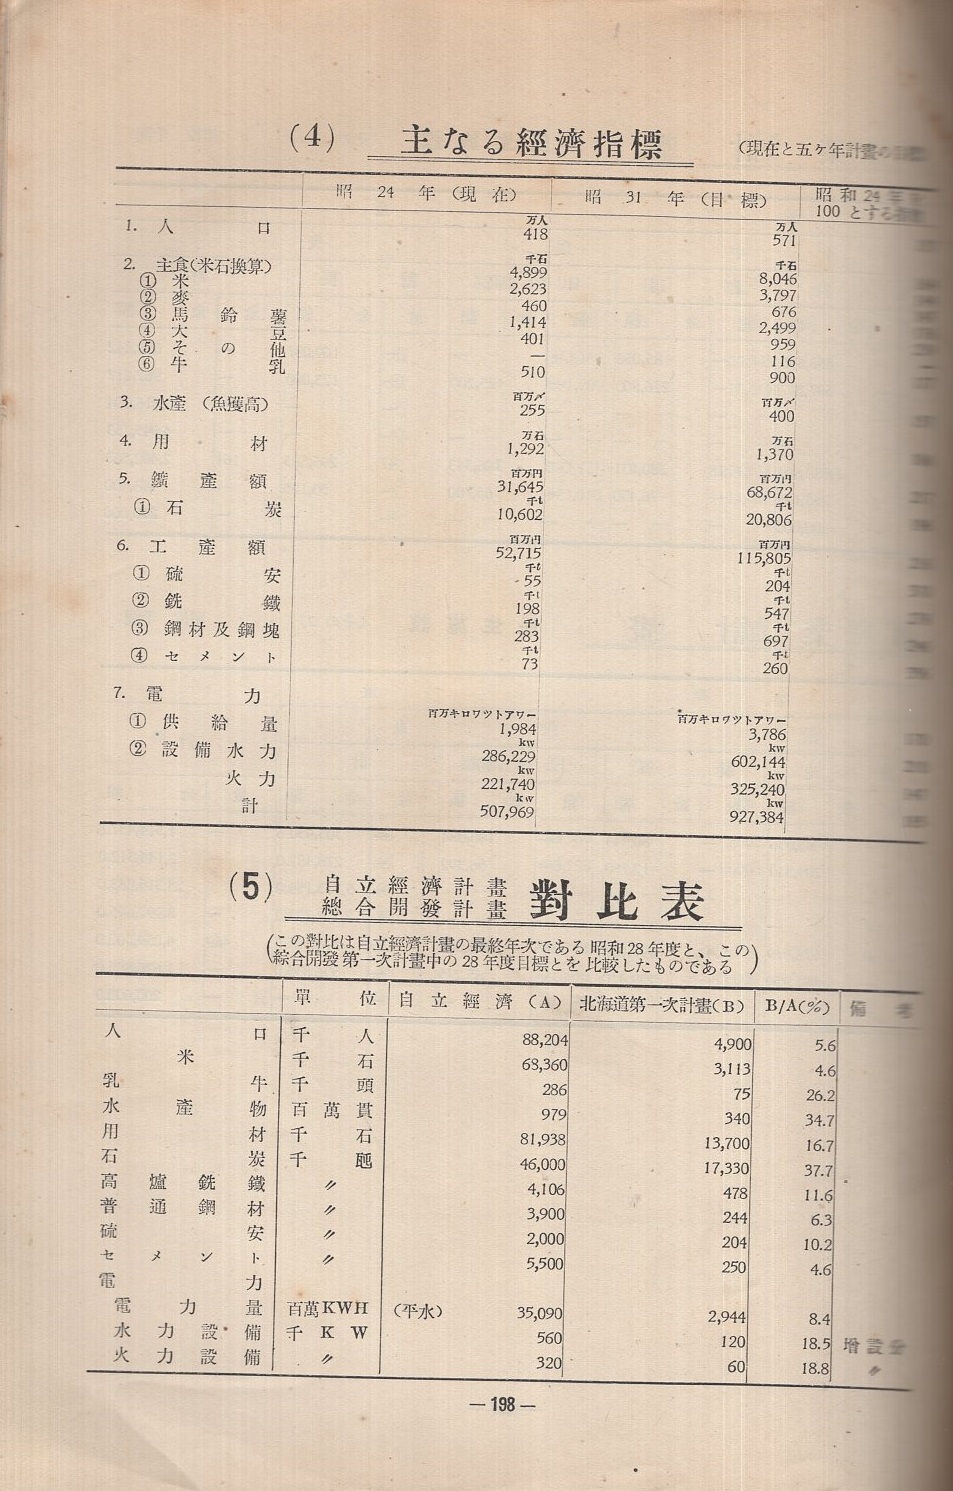 (4) 主なる經濟指標 (現在と五ケ年計畫の
昭 24 年 (現 在) 昭 31 年 (目 標) 昭和24年を
100とする指
1. 人 口 万人 418 万人 571
2. 主食(米石換算) 千石 4,899 千石 8,046
① 米 2,623 3,797
② 麥 460 676
③ 馬 鈴 薯 1,414 2,499
④ 大 豆 401 959
⑤ そ の 他 — 116
⑥ 牛 乳 510 900
3. 水產 (魚獲高) 百万〆 255 百万〆 400
4. 用 材 万石 1,292 万石 1,370
5. 鑛 產 額 百万円 31,645 百万円 68,672
① 石 炭 千t 10,602 千t 20,806
6. 工 產 額 百万円 52,715 百万円 115,805
① 硫 安 千t 55 千t 204
② 銑 鐵 千t 198 千t 547
③ 鋼材及鋼塊 千t 283 千t 697
④ セ メ ン ト 千t 73 千t 260
7. 電 力
① 供 給 量 百万キロワツトアワー 1,984 百万キロワツトアワー 3,786
② 設 備 水 力 kw 286,229 kw 602,144
火 力 kw 221,740 kw 325,240
計 kw 507,969 kw 927,384
(5) 自立經濟計畫
總合開發計畫 對比表
(この對比は自立經濟計畫の最終年次である昭和28年度と、この
綜合開發第一次計畫中の28年度目標とを比較したものである)
單 位 自 立 經 濟 (A) 北海道第一次計畫(B) B/A(%) 備 考
人 口 千 人 88,204 4,900 5.6
米 千 石 68,360 3,113 4.6
乳 牛 千 頭 286 75 26.2
水 產 物 百 萬 貫 979 340 34.7
用 材 千 石 81,938 13,700 16.7
石 炭 千 瓲 46,000 17,330 37.7
高 爐 銑 鐵 〃 4,106 478 11.6
普 通 鋼 材 〃 3,900 244 6.3
硫 安 〃 2,000 204 10.2
セ メ ン ト 〃 5,500 250 4.6
電 力
電 力 量 百萬KWH (平水) 35,090 2,944 8.4
水 力 設 備 千 K W 560 120 18.5 增設分
火 力 設 備 〃 320 60 18.8 〃
— 198 —